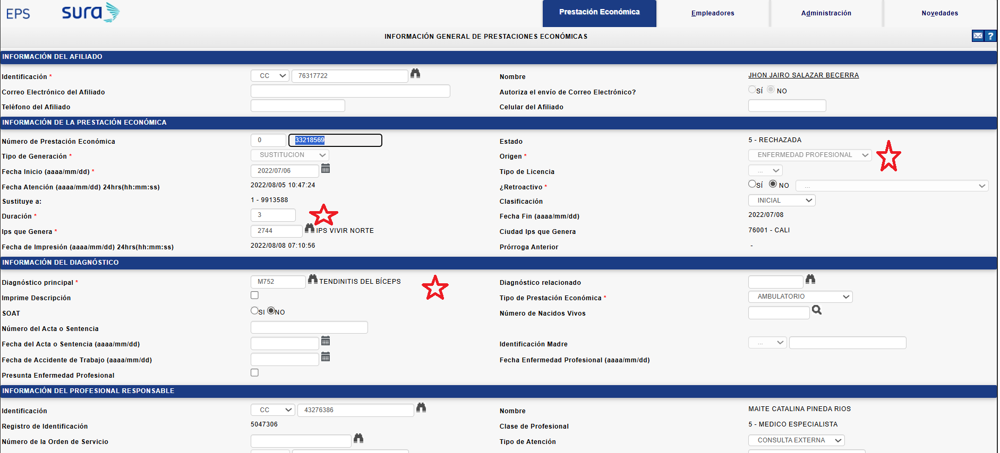 EPS sura Prestación Económica Empleadores Administración Novedades
INFORMACIÓN GENERAL DE PRESTACIONES ECONÓMICAS ?
INFORMACIÓN DEL AFILIADO
Identificación * CC 76317722 Nombre JHON JAIRO SALAZAR BECERRA
Correo Electrónico del Afiliado Autoriza el envío de Correo Electrónico? SÍ NO
Teléfono del Afiliado Celular del Afiliado
INFORMACIÓN DE LA PRESTACIÓN ECONÓMICA
Número de Prestación Económica 0 33218569 Estado 5 - RECHAZADA
Tipo de Generación * SUSTITUCION Origen * ENFERMEDAD PROFESIONAL
Fecha Inicio (aaaa/mm/dd) * 2022/07/06 Tipo de Licencia ...
Fecha Atención (aaaa/mm/dd) 24hrs(hh:mm:ss) 2022/08/05 10:47:24 ¿Retroactivo * SÍ NO ...
Sustituye a: 1 - 9913588 Clasificación INICIAL
Duración * 3 Fecha Fin (aaaa/mm/dd) 2022/07/08
Ips que Genera * 2744 IPS VIVIR NORTE Ciudad Ips que Genera 76001 - CALI
Fecha de Impresión (aaaa/mm/dd) 24hrs(hh:mm:ss) 2022/08/08 07:10:56 Prórroga Anterior -
INFORMACIÓN DEL DIAGNÓSTICO
Diagnóstico principal * M752 TENDINITIS DEL BÍCEPS Diagnóstico relacionado
Imprime Descripción Tipo de Prestación Económica * AMBULATORIO
SOAT SI NO Número de Nacidos Vivos
Número del Acta o Sentencia
Fecha del Acta o Sentencia (aaaa/mm/dd) Identificación Madre ...
Fecha de Accidente de Trabajo (aaaa/mm/dd) Fecha Enfermedad Profesional (aaaa/mm/dd)
Presunta Enfermedad Profesional
INFORMACIÓN DEL PROFESIONAL RESPONSABLE
Identificación CC 43276386 Nombre MAITE CATALINA PINEDA RIOS
Registro de Identificación 5047306 Clase de Profesional 5 - MEDICO ESPECIALISTA
Número de la Orden de Servicio Tipo de Atención CONSULTA EXTERNA